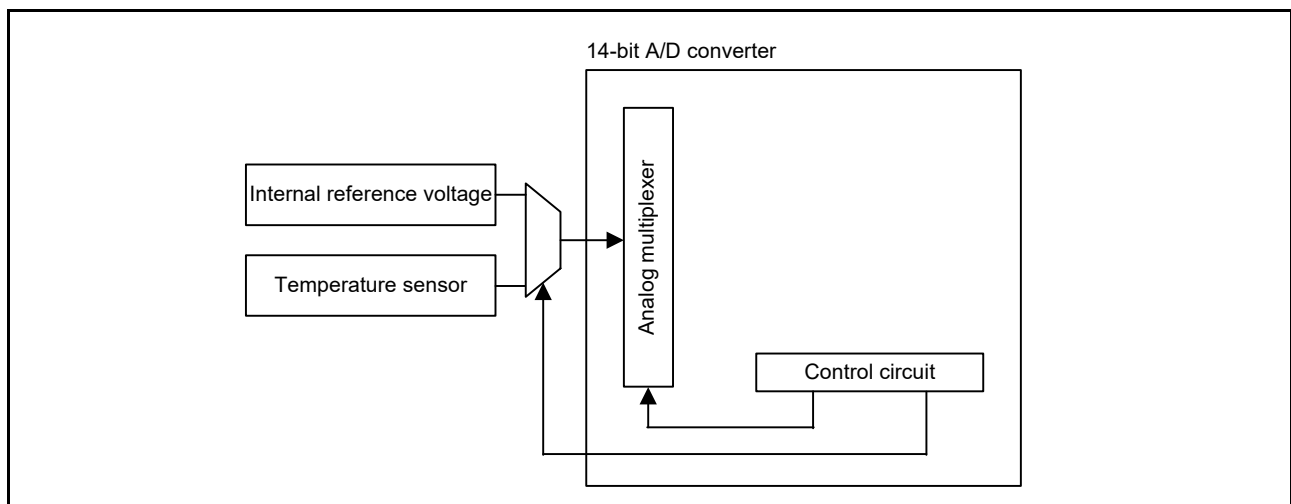 14-bit A/D converter
Internal reference voltage
Temperature sensor
Analog multiplexer
Control circuit